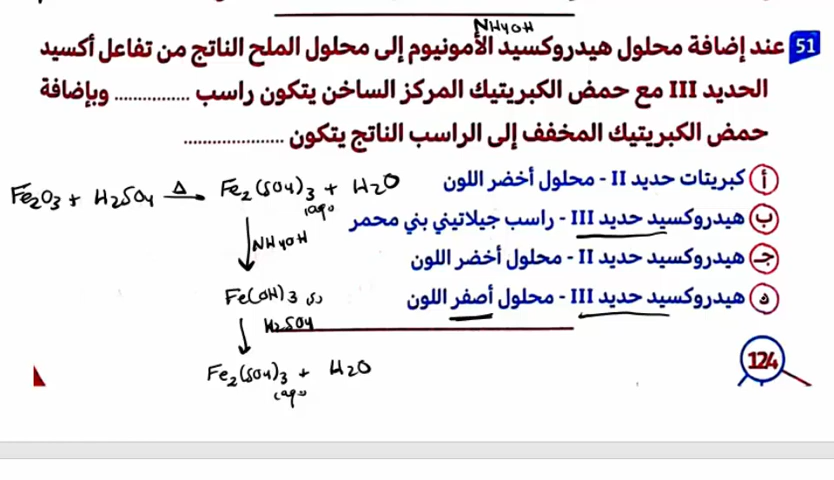 NH4OH
51 عند إضافة محلول هيدروكسيد الأمونيوم إلى محلول الملح الناتج من تفاعل أكسيد
الحديد III مع حمض الكبريتيك المركز الساخن يتكون راسب ................ وبإضافة
حمض الكبريتيك المخفف إلى الراسب الناتج يتكون .....................
أ كبريتات حديد II - محلول أخضر اللون
ب هيدروكسيد حديد III - راسب جيلاتيني بني محمر
جـ هيدروكسيد حديد II - محلول أخضر اللون
د هيدروكسيد حديد III - محلول أصفر اللون
Fe2O3 + H2SO4 Δ→ Fe2(SO4)3 + H2O
(aq)
↓ NH4OH
Fe(OH)3 (s)
↓ H2SO4
Fe2(SO4)3 + H2O
(aq)
124